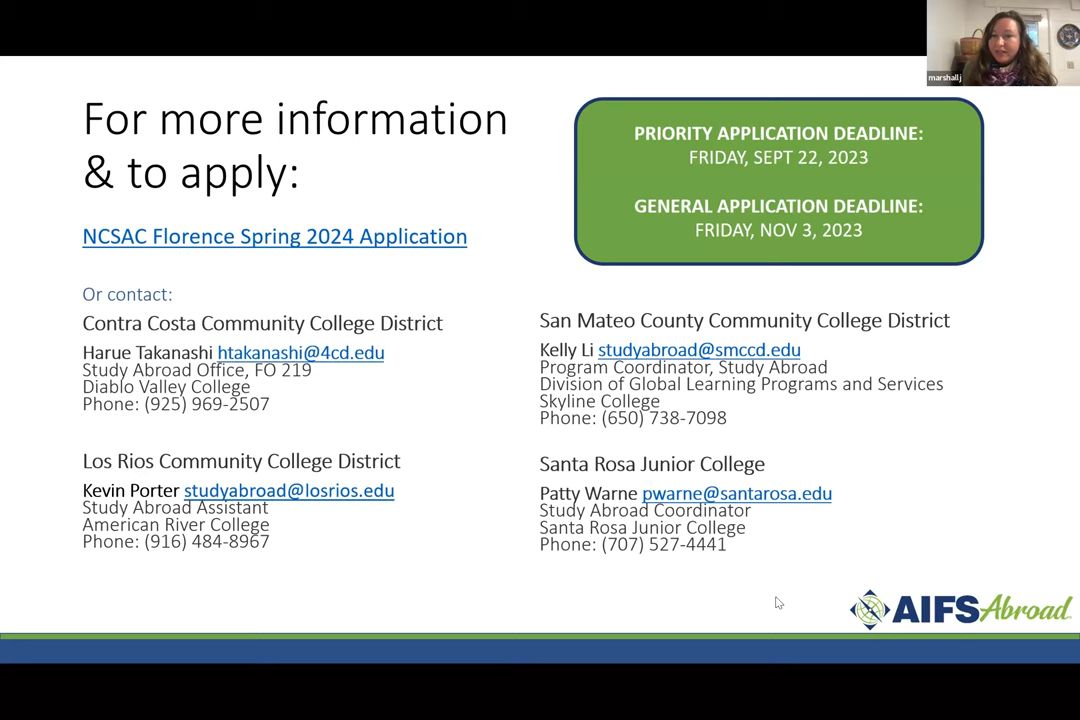 marshall j
For more information
& to apply:
NCSAC Florence Spring 2024 Application
PRIORITY APPLICATION DEADLINE:
FRIDAY, SEPT 22, 2023
GENERAL APPLICATION DEADLINE:
FRIDAY, NOV 3, 2023
Or contact:
Contra Costa Community College District
Harue Takanashi htakanashi@4cd.edu
Study Abroad Office, FO 219
Diablo Valley College
Phone: (925) 969-2507
Los Rios Community College District
Kevin Porter studyabroad@losrios.edu
Study Abroad Assistant
American River College
Phone: (916) 484-8967
San Mateo County Community College District
Kelly Li studyabroad@smccd.edu
Program Coordinator, Study Abroad
Division of Global Learning Programs and Services
Skyline College
Phone: (650) 738-7098
Santa Rosa Junior College
Patty Warne pwarne@santarosa.edu
Study Abroad Coordinator
Santa Rosa Junior College
Phone: (707) 527-4441
AIFS Abroad